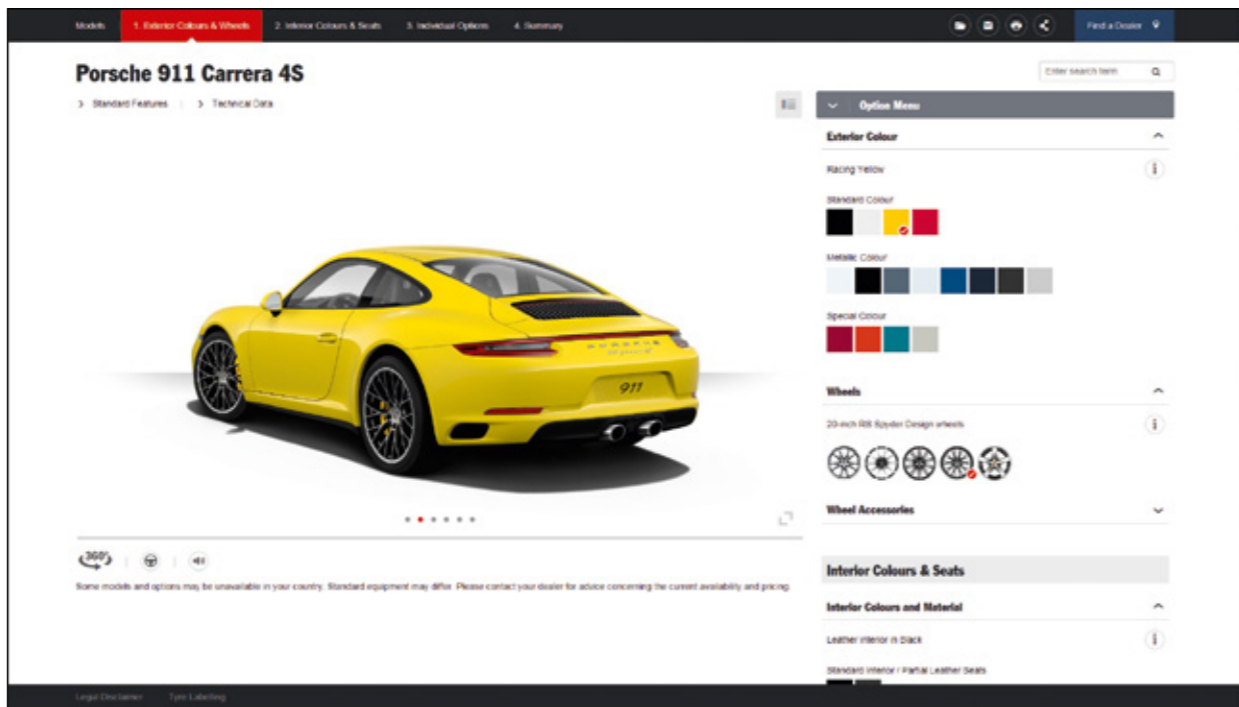 Models
1. Exterior Colours & Wheels
2. Interior Colours & Seats
3. Individual Options
4. Summary
Find a Dealer
Porsche 911 Carrera 4S
Enter search term
Standard Features
Technical Data
Option Menu
Exterior Colour
Racing Yellow
i
Standard Colour
Metallic Colour
Special Colour
PORSCHE
911
Wheels
20-inch RS Spyder Design wheels
i
Wheel Accessories
360°
Some models and options may be unavailable in your country. Standard equipment may differ. Please contact your dealer for advice concerning the current availability and pricing.
Interior Colours & Seats
Interior Colours and Material
Leather interior in Black
i
Standard Interior / Partial Leather Seats
Legal Disclaimer
Tyre Labelling